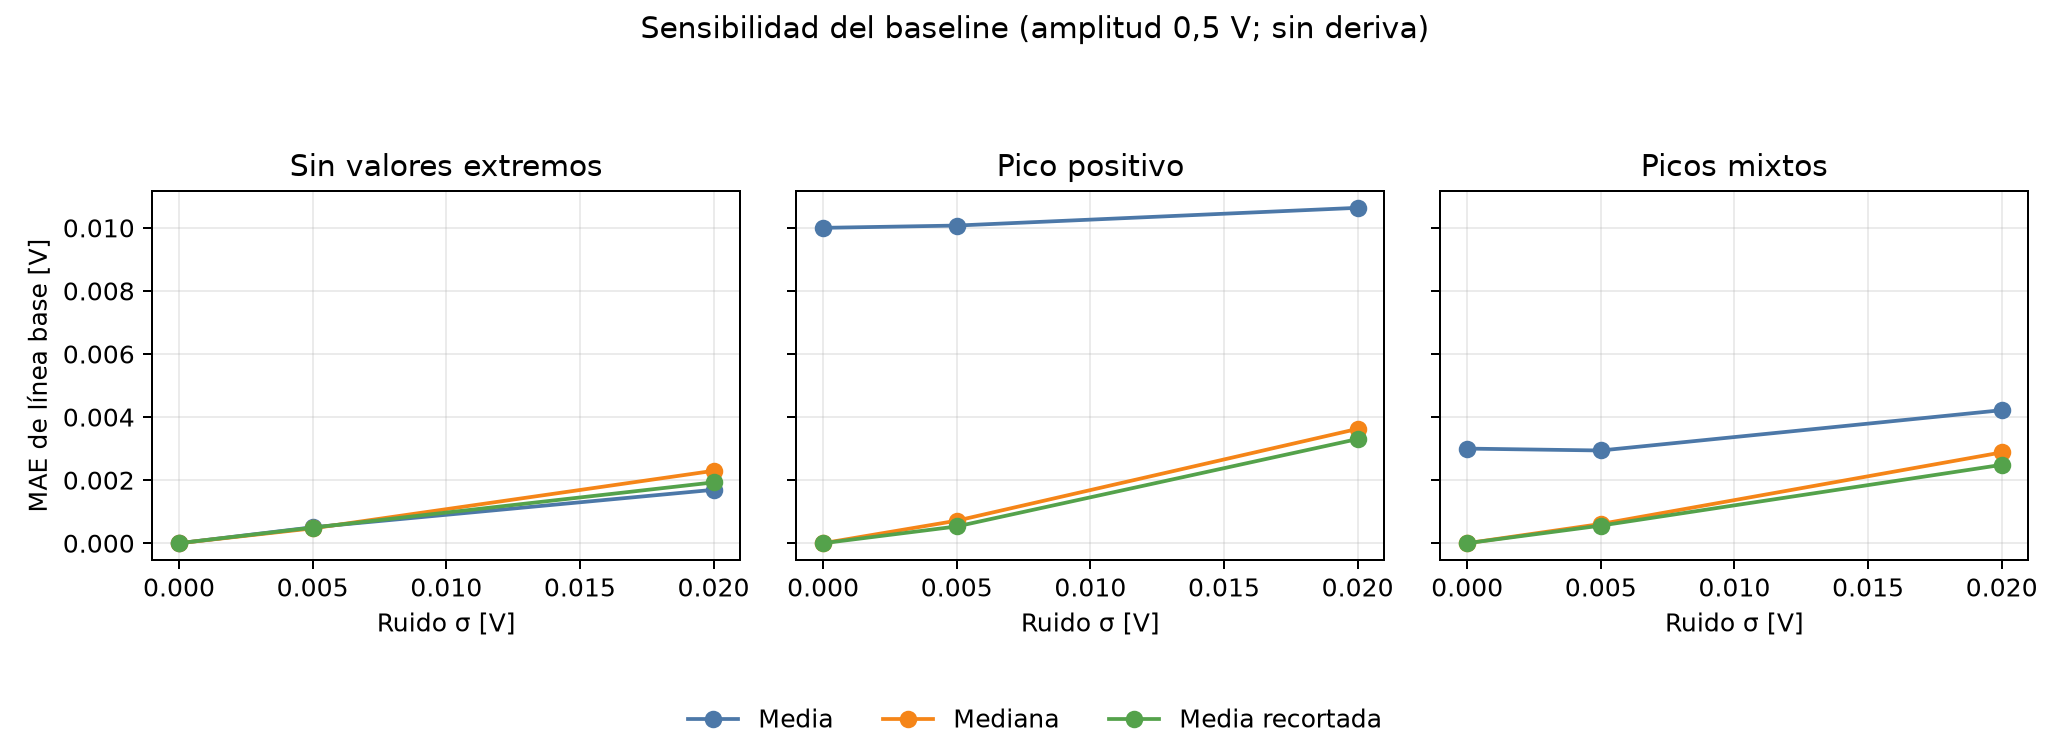 Sensibilidad del baseline (amplitud 0,5 V; sin deriva)
Sin valores extremos
Pico positivo
Picos mixtos
MAE de línea base [V]
0.010
0.008
0.006
0.004
0.002
0.000
0.000 0.005 0.010 0.015 0.020
0.000 0.005 0.010 0.015 0.020
0.000 0.005 0.010 0.015 0.020
Ruido σ [V]
Ruido σ [V]
Ruido σ [V]
Media
Mediana
Media recortada